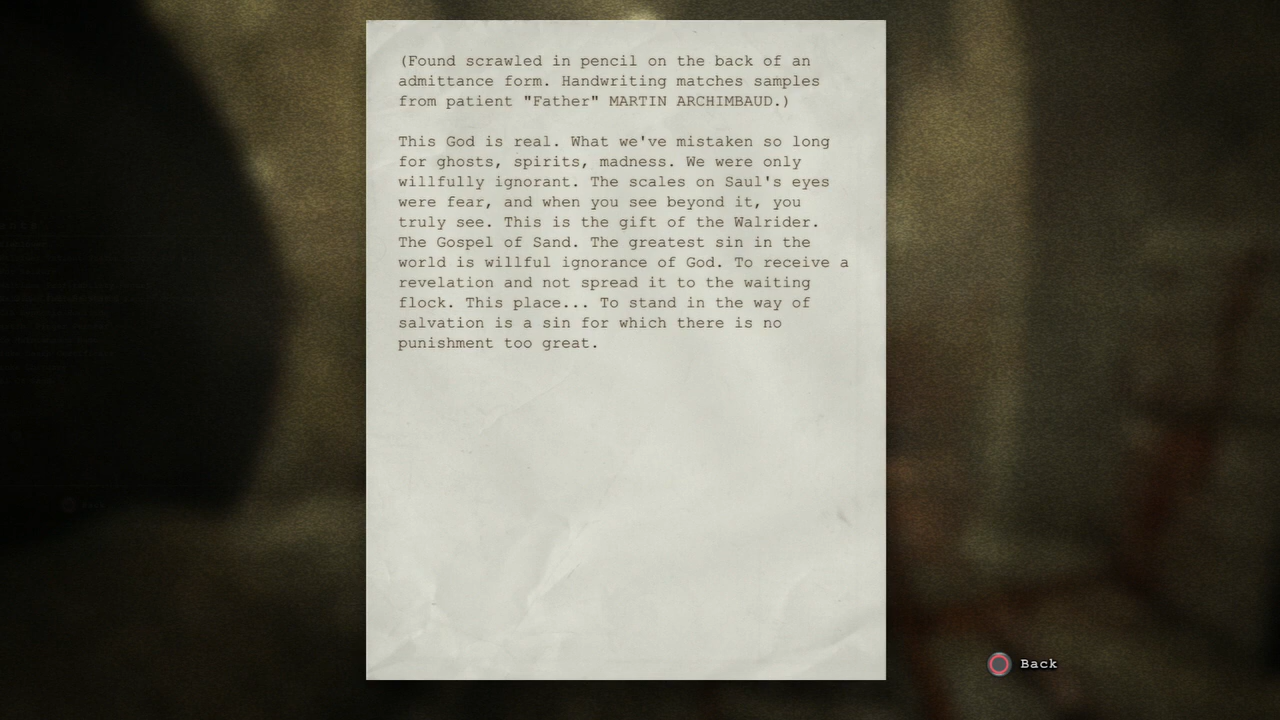 (Found scrawled in pencil on the back of an
admittance form. Handwriting matches samples
from patient "Father" MARTIN ARCHIMBAUD.)
This God is real. What we've mistaken so long
for ghosts, spirits, madness. We were only
willfully ignorant. The scales on Saul's eyes
were fear, and when you see beyond it, you
truly see. This is the gift of the Walrider.
The Gospel of Sand. The greatest sin in the
world is willful ignorance of God. To receive a
revelation and not spread it to the waiting
flock. This place... To stand in the way of
salvation is a sin for which there is no
punishment too great.
Back